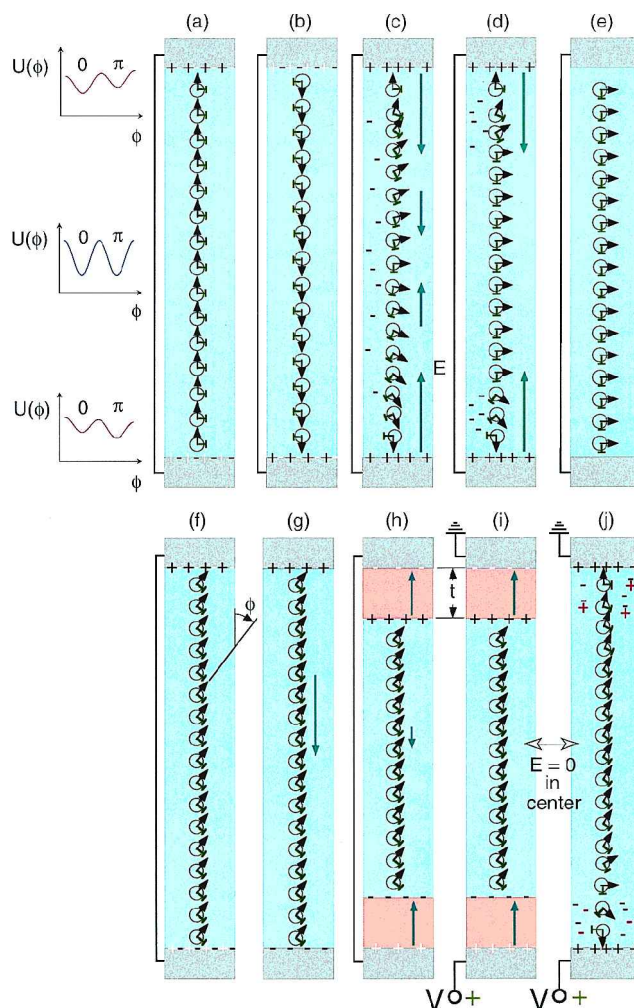 (a) (b) (c) (d) (e)
U(ϕ) 0 π
ϕ
U(ϕ) 0 π
ϕ
U(ϕ) 0 π
ϕ
E
(f) (g) (h) (i) (j)
ϕ
t
E = 0
in
center
V +
V +